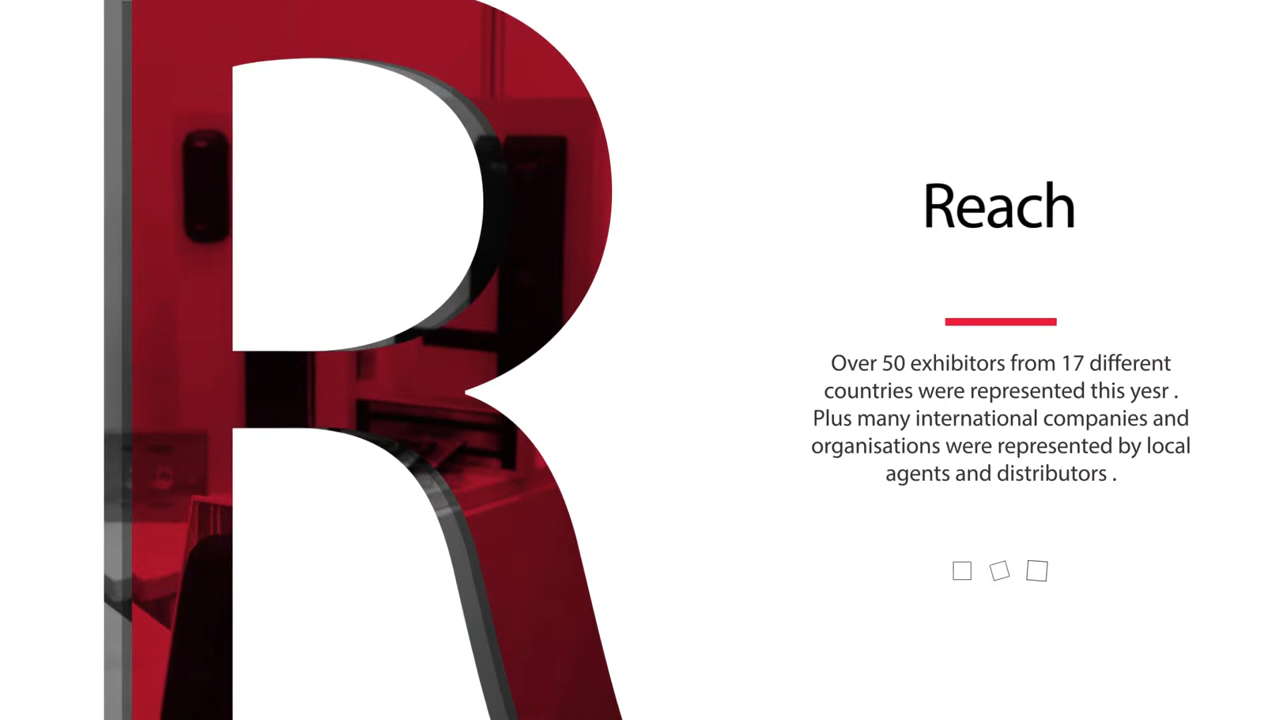 R
Reach
Over 50 exhibitors from 17 different
countries were represented this yesr .
Plus many international companies and
organisations were represented by local
agents and distributors .